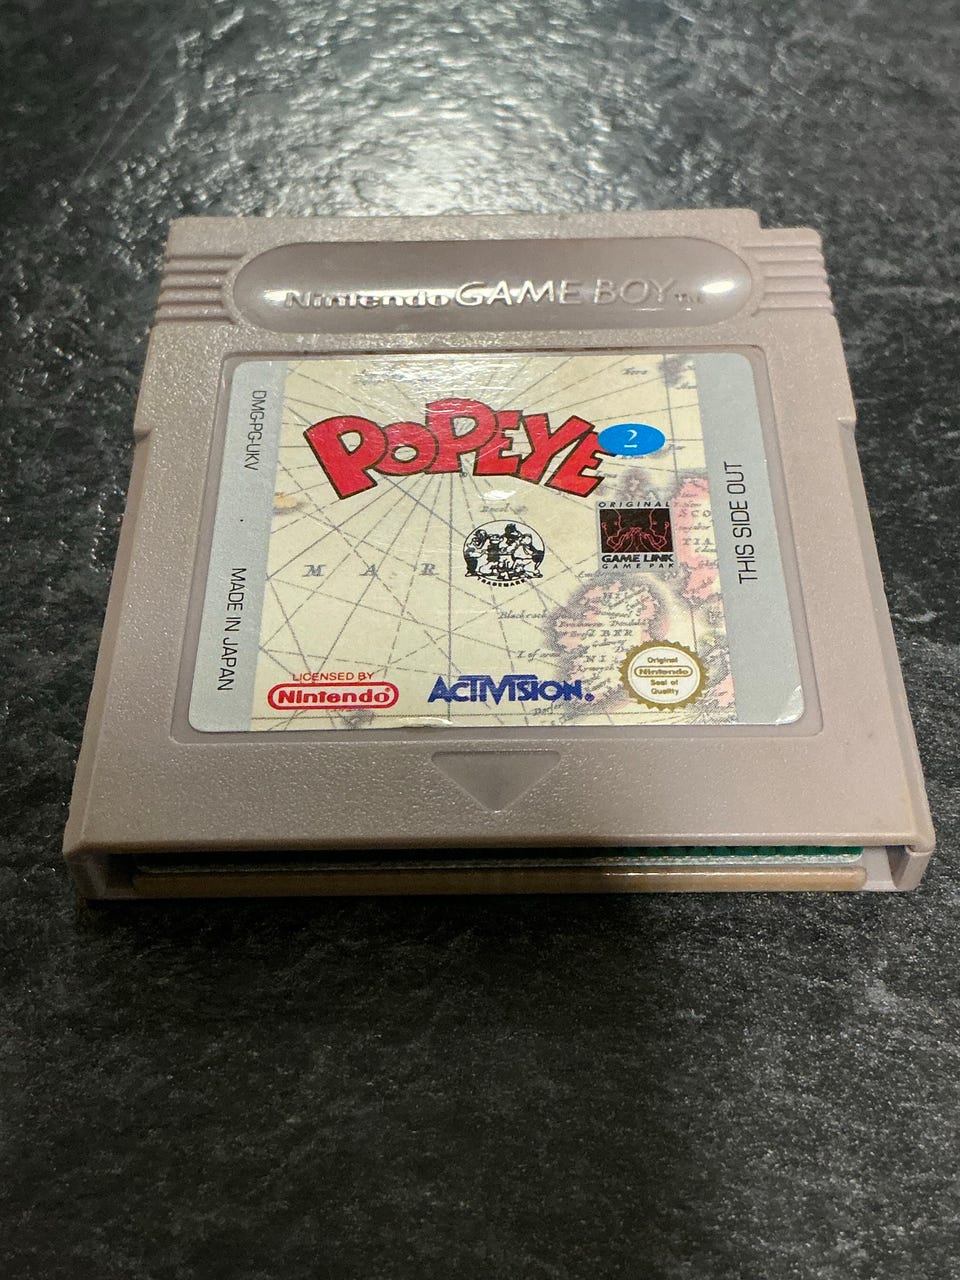 Nintendo GAME BOY TM
DMG-PG-UKV
MADE IN JAPAN
POPEYE
2
ORIGINAL
GAME LINK
GAME PAK
TRADEMARK
M A R
THIS SIDE OUT
LICENSED BY
Nintendo®
ACTIVISION®
Original
Nintendo
Seal of
Quality